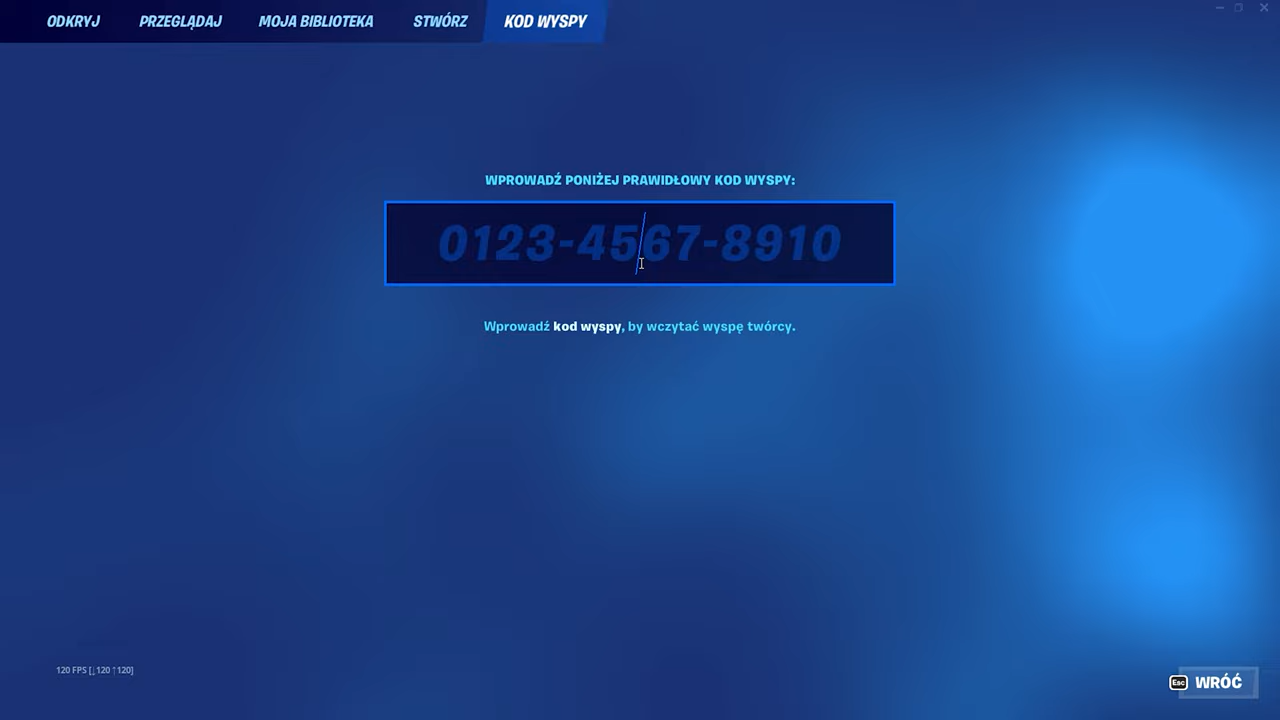 ODKRYJ PRZEGLĄDAJ MOJA BIBLIOTEKA STWÓRZ KOD WYSPY
WPROWADŹ PONIŻEJ PRAWIDŁOWY KOD WYSPY:
0123-4567-8910
Wprowadź kod wyspy, by wczytać wyspę twórcy.
120 FPS [↓120 ↑120]
Esc WRÓĆ